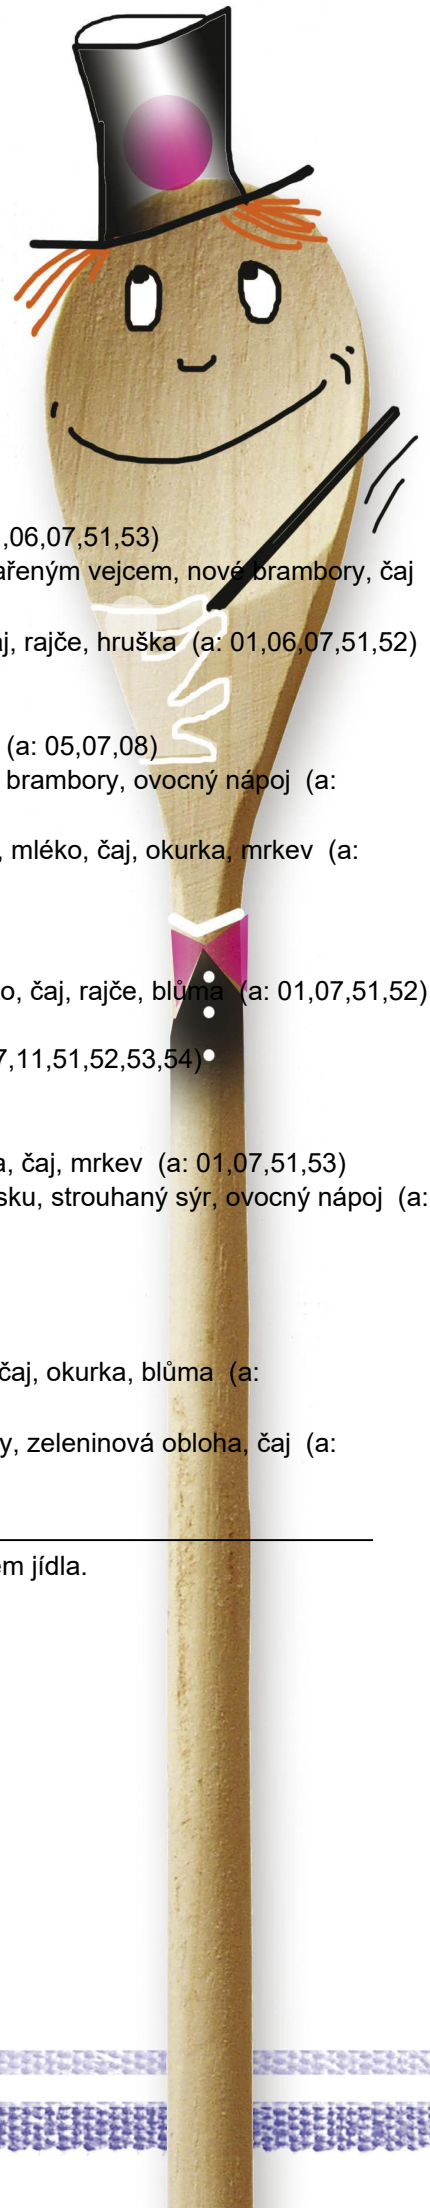 ,06,07,51,53)
ařeným vejcem, nové brambory, čaj
j, rajče, hruška (a: 01,06,07,51,52)
(a: 05,07,08)
brambory, ovocný nápoj (a:
, mléko, čaj, okurka, mrkev (a:
o, čaj, rajče, blůma (a: 01,07,51,52)
7,11,51,52,53,54)
a, čaj, mrkev (a: 01,07,51,53)
sku, strouhaný sýr, ovocný nápoj (a:
čaj, okurka, blůma (a:
y, zeleninová obloha, čaj (a:
em jídla.